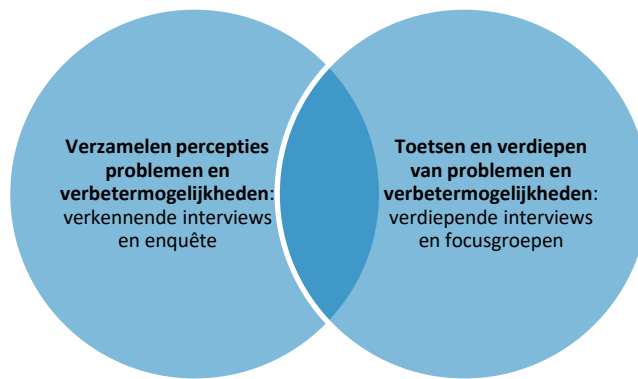 Verzamelen percepties
problemen en
verbetermogelijkheden:
verkennende interviews
en enquête
Toetsen en verdiepen
van problemen en
verbetermogelijkheden:
verdiepende interviews
en focusgroepen